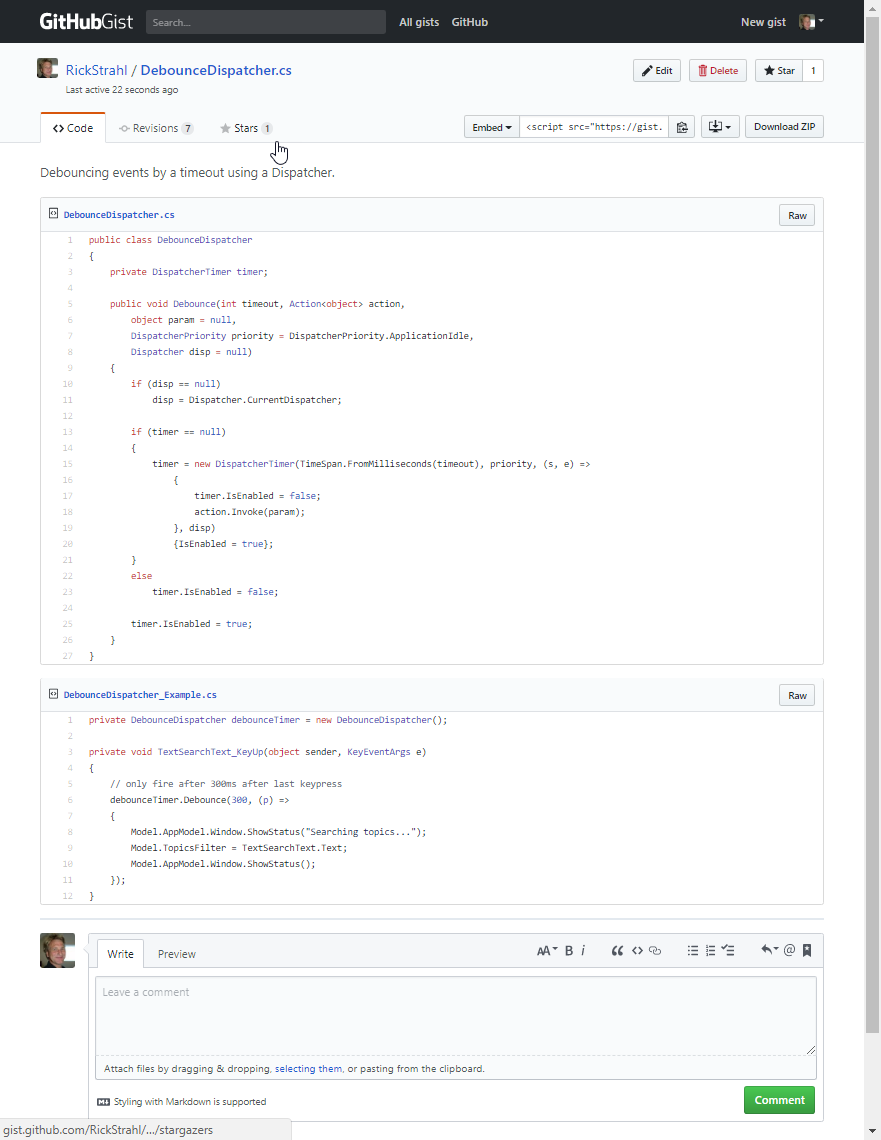 GitHubGist Search... All gists GitHub New gist
RickStrahl / DebounceDispatcher.cs Edit Delete Star 1
Last active 22 seconds ago
Code Revisions 7 Stars 1 Embed <script src="https://gist. Download ZIP
Debouncing events by a timeout using a Dispatcher.
DebounceDispatcher.cs Raw
1 public class DebounceDispatcher
2 {
3 private DispatcherTimer timer;
4
5 public void Debounce(int timeout, Action<object> action,
6 object param = null,
7 DispatcherPriority priority = DispatcherPriority.ApplicationIdle,
8 Dispatcher disp = null)
9 {
10 if (disp == null)
11 disp = Dispatcher.CurrentDispatcher;
12
13 if (timer == null)
14 {
15 timer = new DispatcherTimer(TimeSpan.FromMilliseconds(timeout), priority, (s, e) =>
16 {
17 timer.IsEnabled = false;
18 action.Invoke(param);
19 }, disp)
20 {IsEnabled = true};
21 }
22 else
23 timer.IsEnabled = false;
24
25 timer.IsEnabled = true;
26 }
27 }
DebounceDispatcher_Example.cs Raw
1 private DebounceDispatcher debounceTimer = new DebounceDispatcher();
2
3 private void TextSearchText_KeyUp(object sender, KeyEventArgs e)
4 {
5 // only fire after 300ms after last keypress
6 debounceTimer.Debounce(300, (p) =>
7 {
8 Model.AppModel.Window.ShowStatus("Searching topics...");
9 Model.TopicsFilter = TextSearchText.Text;
10 Model.AppModel.Window.ShowStatus();
11 });
12 }
Write Preview AA B i
Leave a comment
Attach files by dragging & dropping, selecting them, or pasting from the clipboard.
Styling with Markdown is supported Comment
gist.github.com/RickStrahl/.../stargazers